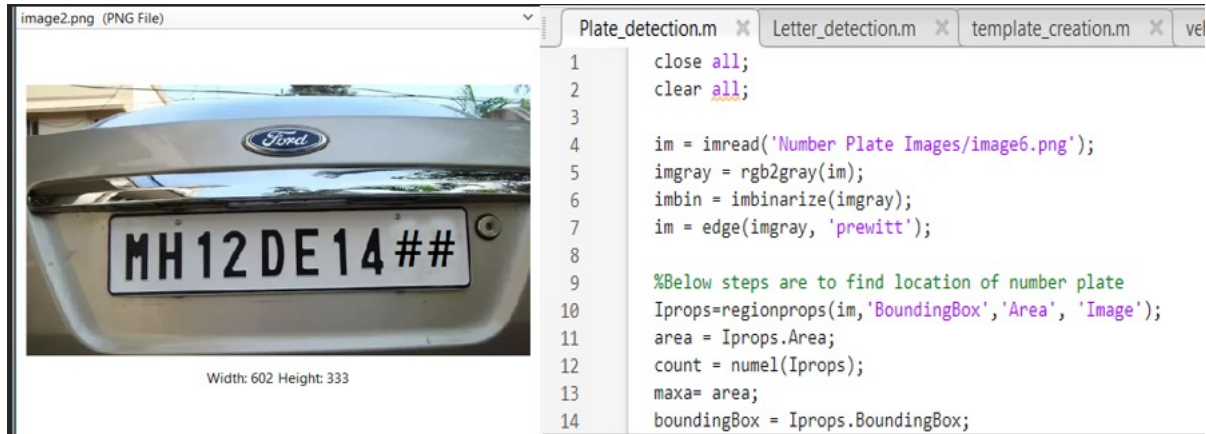 image2.png (PNG File)
Ford
MH12DE14##
Width: 602 Height: 333
Plate_detection.m
Letter_detection.m
template_creation.m
vel
1 close all;
2 clear all;
3
4 im = imread('Number Plate Images/image6.png');
5 imgray = rgb2gray(im);
6 imbin = imbinarize(imgray);
7 im = edge(imgray, 'prewitt');
8
9 %Below steps are to find location of number plate
10 Iprops=regionprops(im,'BoundingBox','Area', 'Image');
11 area = Iprops.Area;
12 count = numel(Iprops);
13 maxa= area;
14 boundingBox = Iprops.BoundingBox;